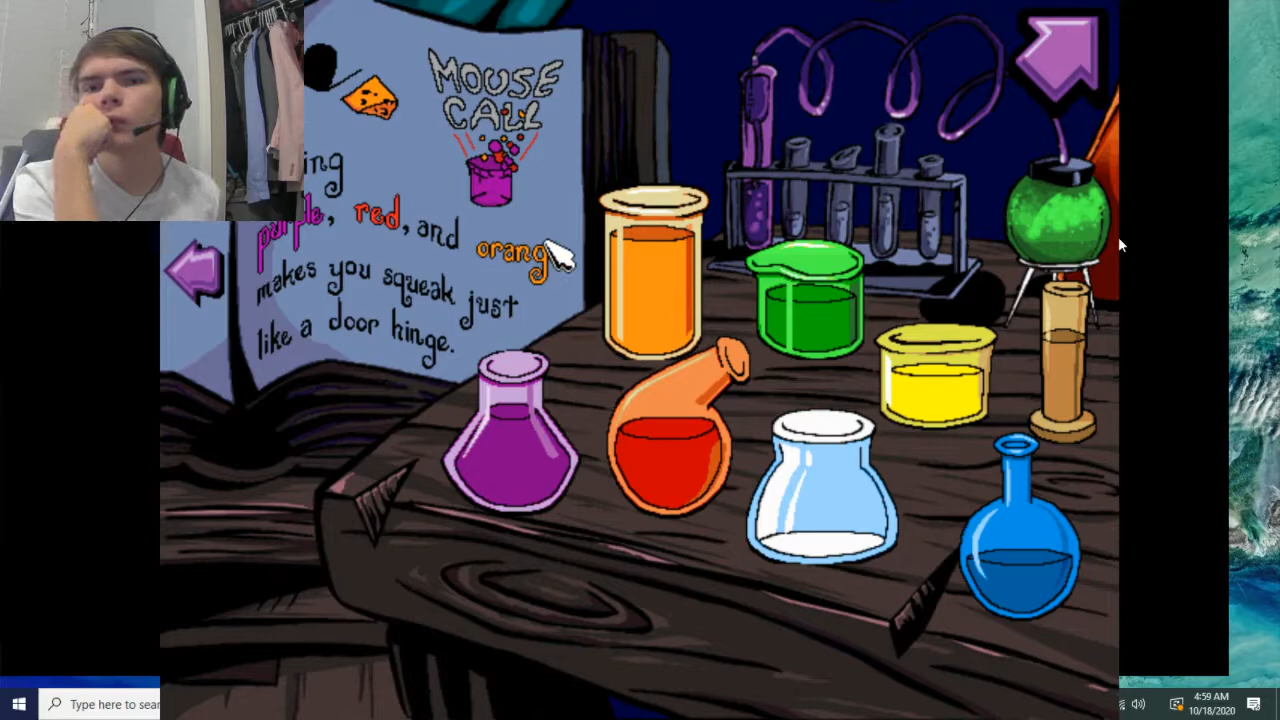 MOUSE
CALL
ing
purple, red, and orang
makes you squeak just
like a door hinge.
Type here to sear
4:59 AM
10/18/2020